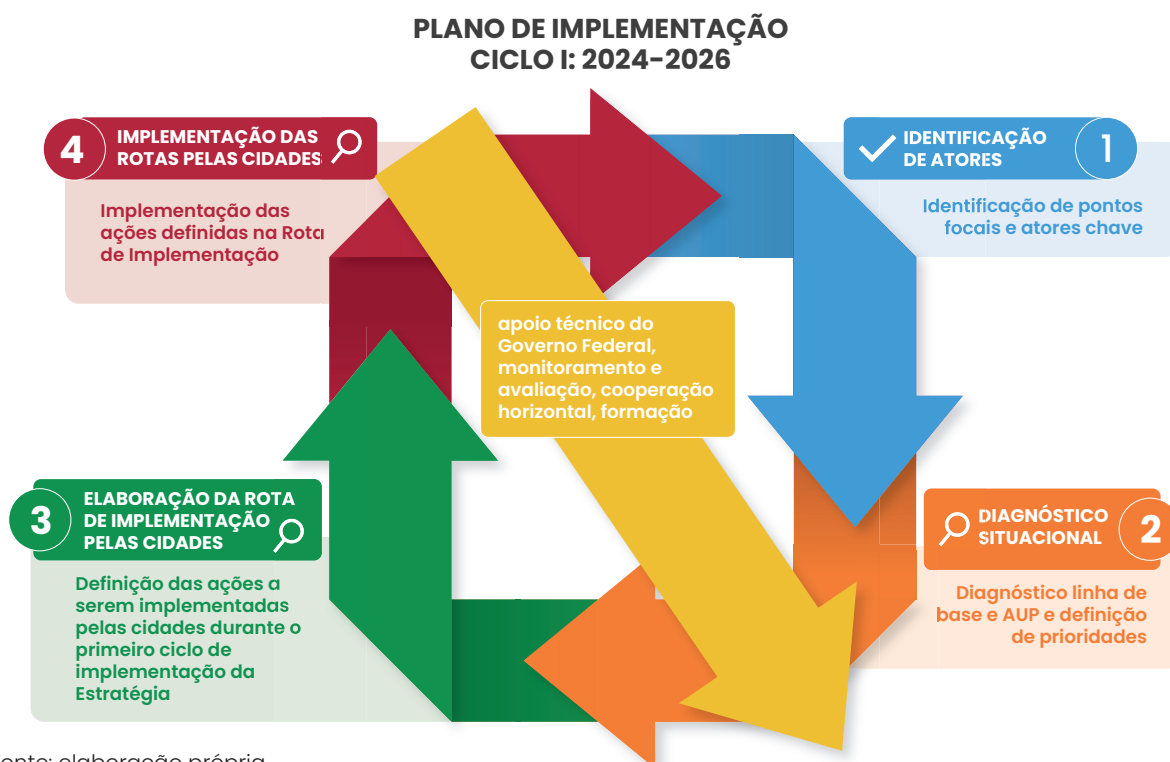 PLANO DE IMPLEMENTAÇÃO
CICLO I: 2024-2026
4
IMPLEMENTAÇÃO DAS
ROTAS PELAS CIDADES
Implementação das
ações definidas na Rota
de Implementação
IDENTIFICAÇÃO
DE ATORES
1
Identificação de pontos
focais e atores chave
apoio técnico do
Governo Federal,
monitoramento e
avaliação, cooperação
horizontal, formação
3
ELABORAÇÃO DA ROTA
DE IMPLEMENTAÇÃO
PELAS CIDADES
Definição das ações a
serem implementadas
pelas cidades durante o
primeiro ciclo de
implementação da
Estratégia
DIAGNÓSTICO
SITUACIONAL
2
Diagnóstico linha de
base e AUP e definição
de prioridades
onte: elaboração própria